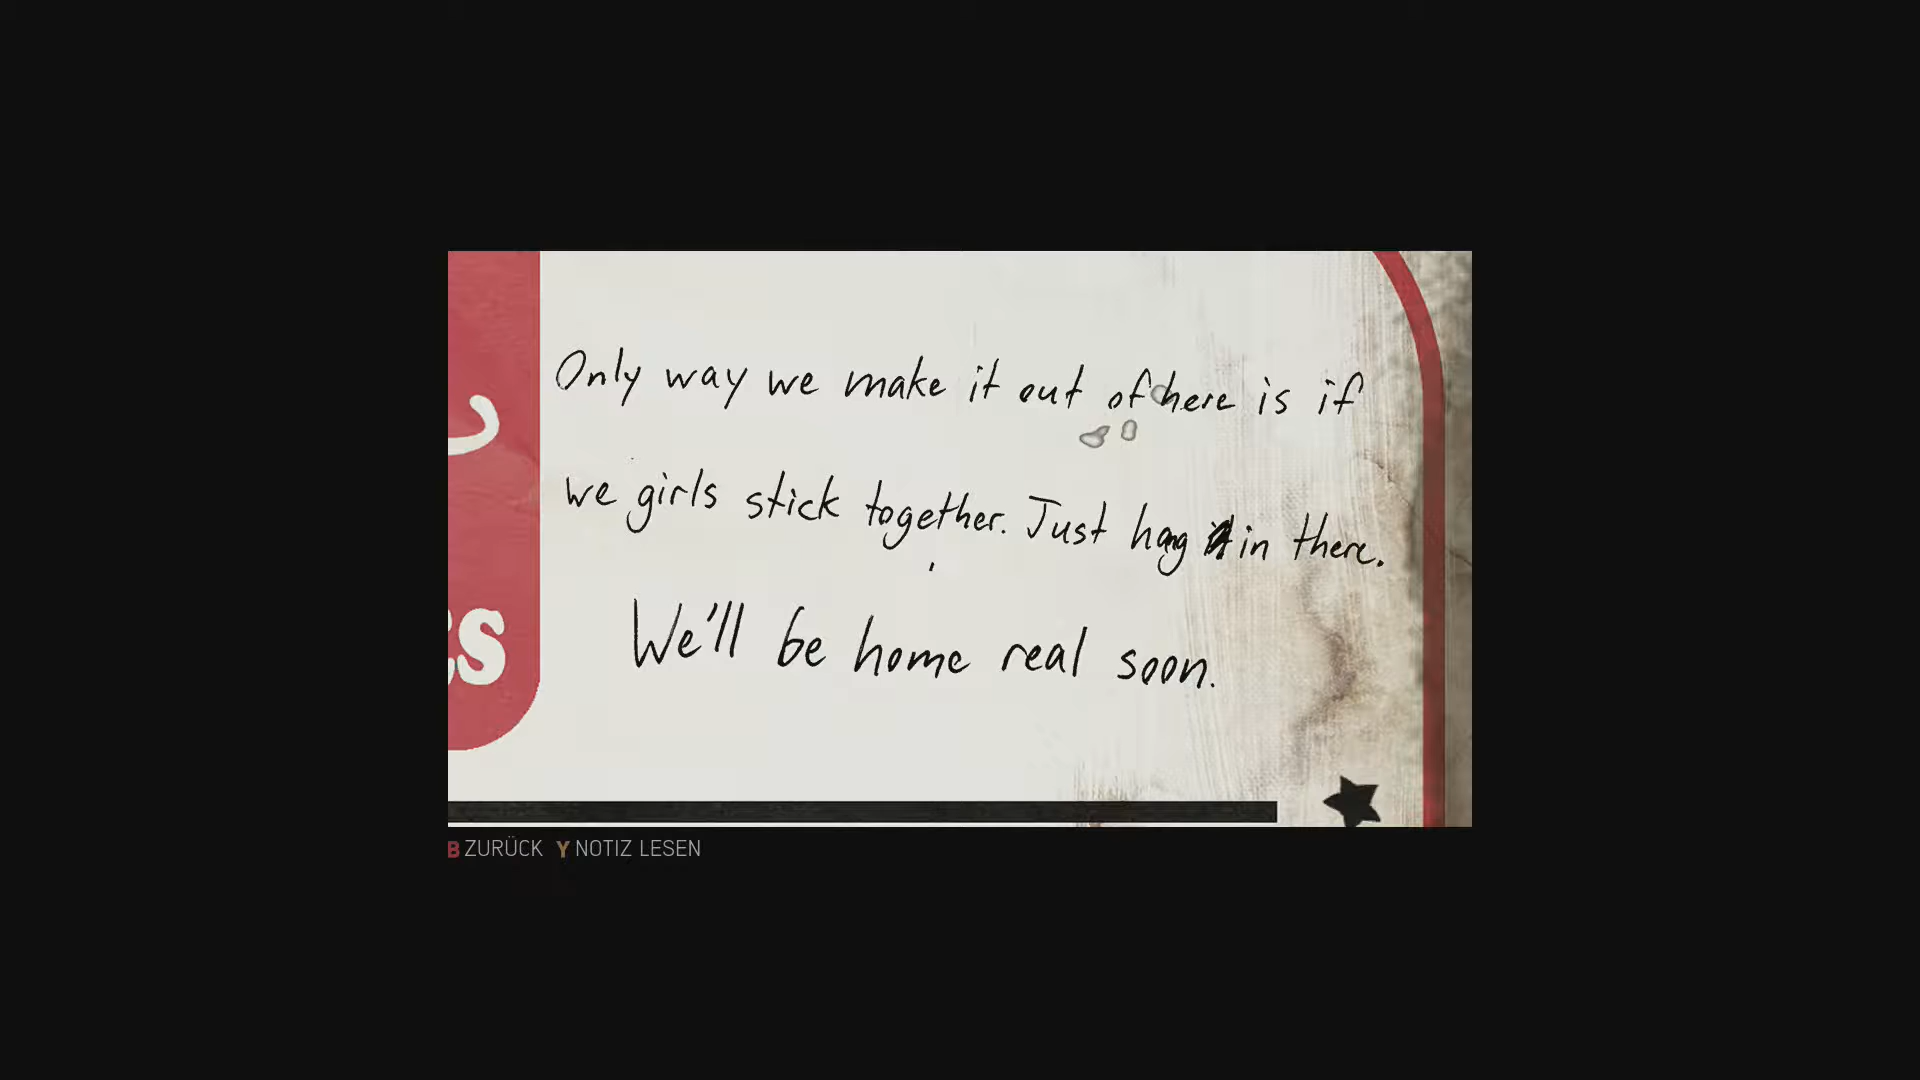 Only way we make it out of here is if
we girls stick together. Just hang in there.
We'll be home real soon.
ES
B ZURÜCK Y NOTIZ LESEN